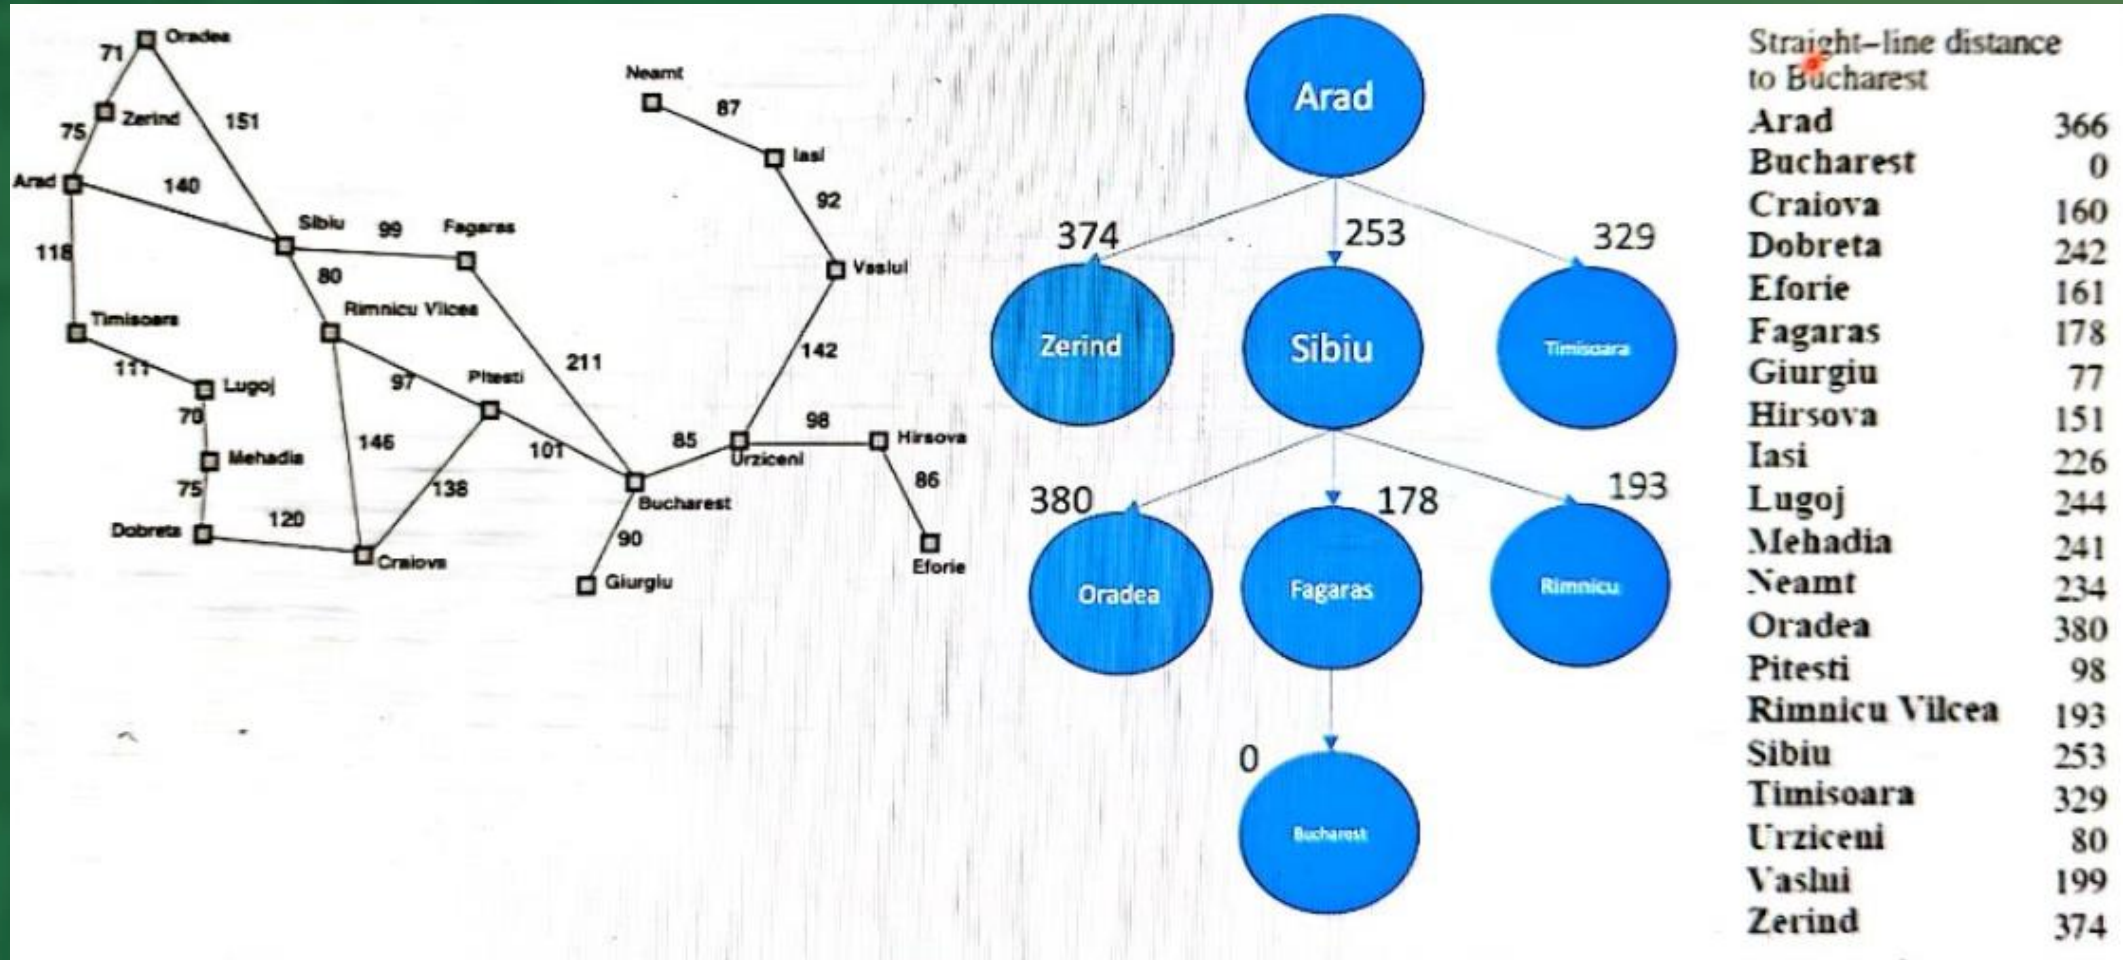 Oradea
71
Zerind
151
75
Arad
140
Sibiu
99
Fagaras
118
80
Rimnicu Vilcea
Timisoara
111
Lugoj
70
Mehadia
75
Dobreta
120
Craiova
146
97
Pitesti
138
211
101
Bucharest
90
Giurgiu
85
Urziceni
98
Hirsova
86
Eforie
142
Vaslui
92
Iasi
87
Neamt
Arad
374
253
329
Zerind
Sibiu
Timisoara
380
178
193
Oradea
Fagaras
Rimnicu
0
Bucharest
Straight-line distance
to Bucharest
Arad 366
Bucharest 0
Craiova 160
Dobreta 242
Eforie 161
Fagaras 178
Giurgiu 77
Hirsova 151
Iasi 226
Lugoj 244
Mehadia 241
Neamt 234
Oradea 380
Pitesti 98
Rimnicu Vilcea 193
Sibiu 253
Timisoara 329
Urziceni 80
Vaslui 199
Zerind 374